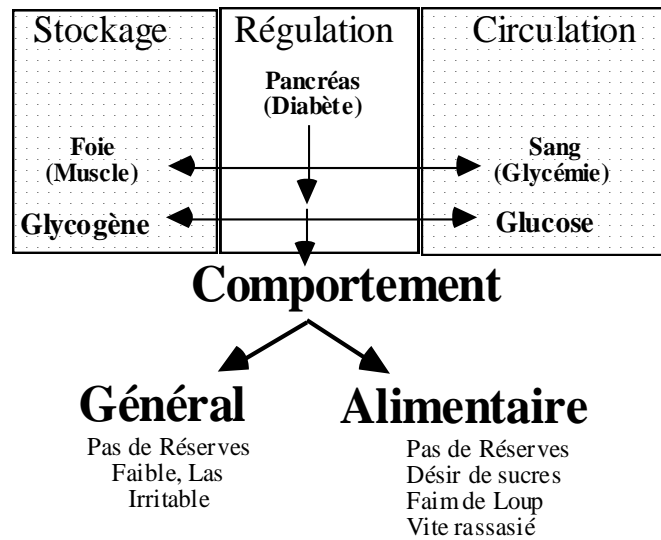 Stockage
Régulation
Circulation
Pancréas
(Diabète)
Foie
(Muscle)
Sang
(Glycémie)
Glycogène
Glucose
Comportement
Général
Alimentaire
Pas de Réserves
Faible, Las
Irritable
Pas de Réserves
Désir de sucres
Faim de Loup
Vite rassasié